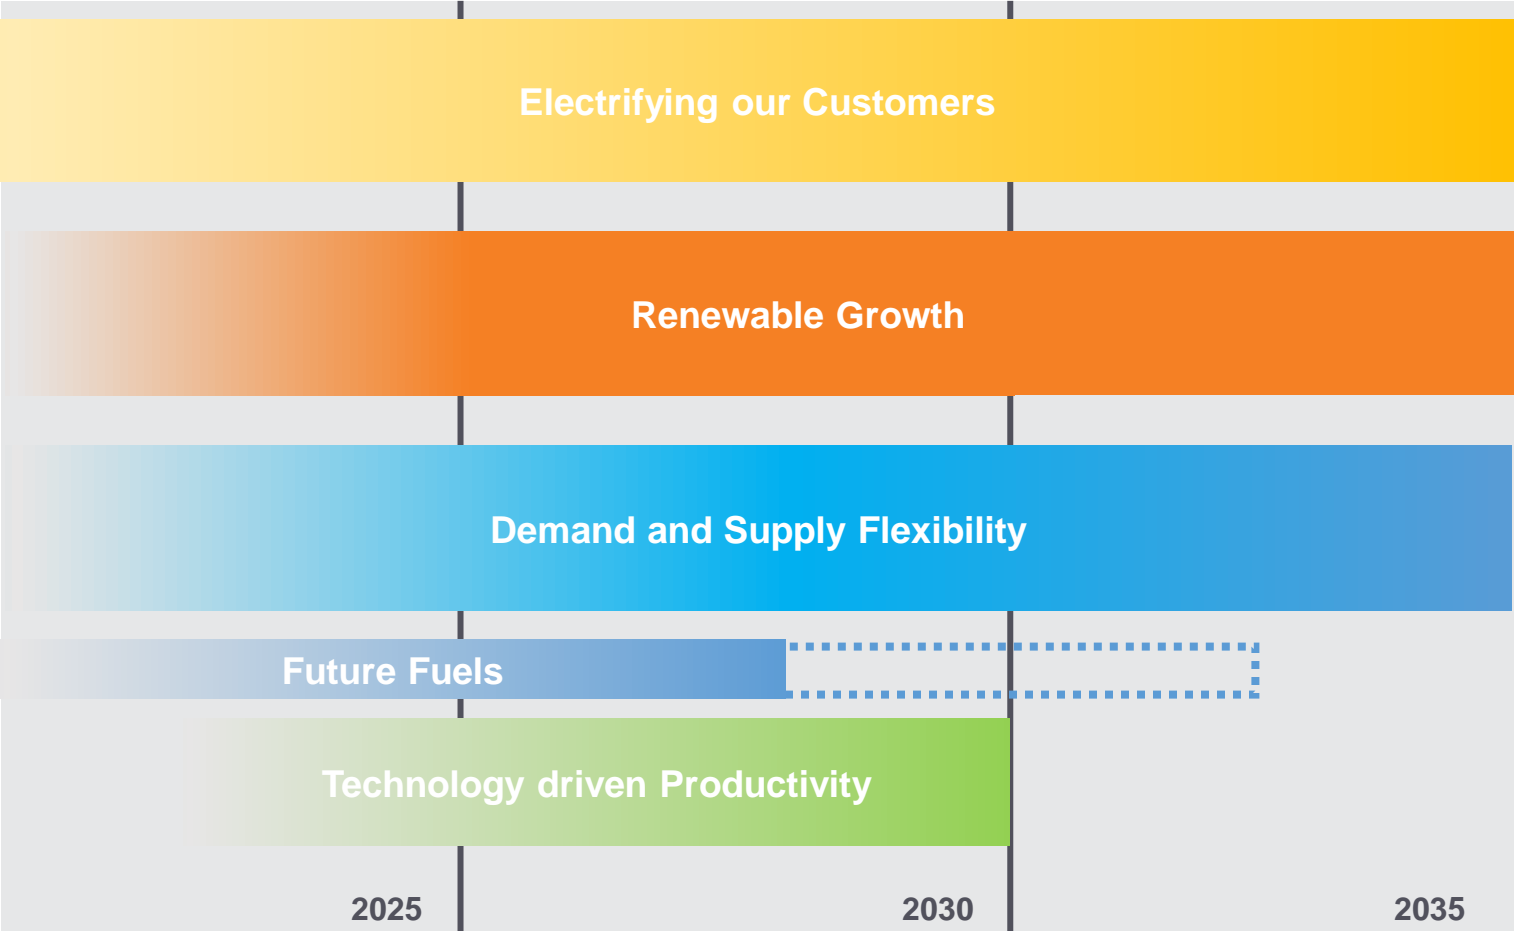 Electrifying our Customers
Renewable Growth
Demand and Supply Flexibility
Future Fuels
Technology driven Productivity
2025 2030 2035